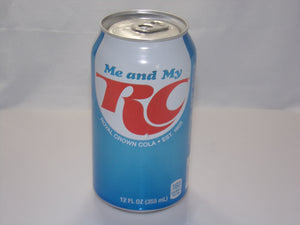 Me and My
RC
ROYAL CROWN COLA • EST. 1905
12 FL OZ (355 mL)